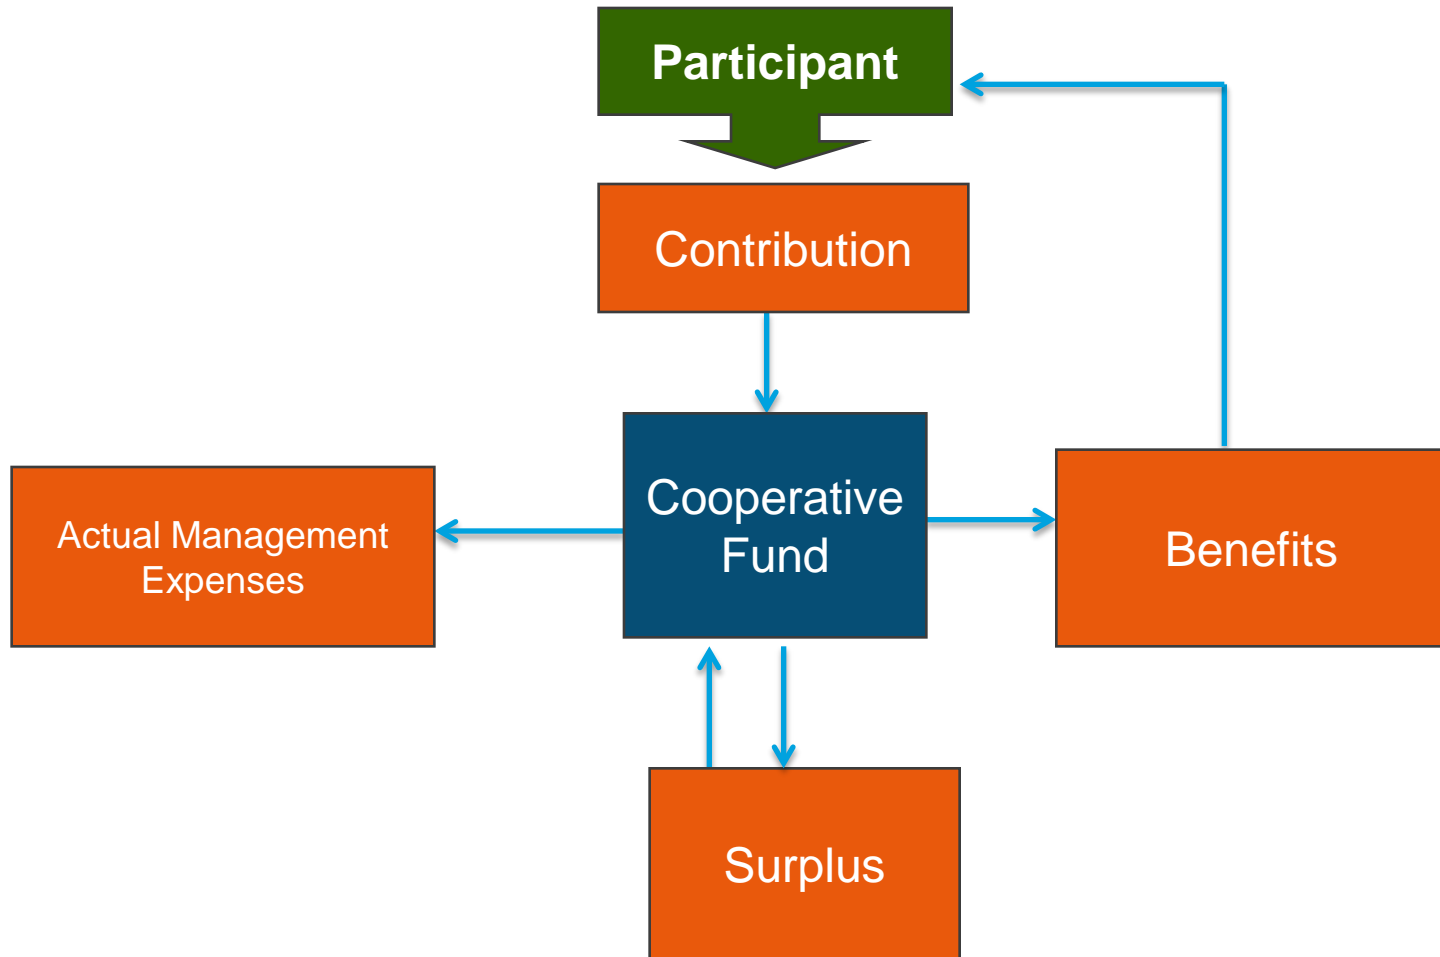 Participant
Contribution
Cooperative
Fund
Actual Management
Expenses
Benefits
Surplus